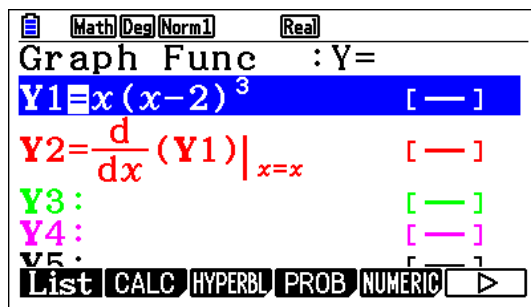 Math Deg Norm1 Real
Graph Func :Y=
Y1=x(x-2)³ [—]
Y2=d/dx(Y1)|x=x [—]
Y3: [—]
Y4: [—]
Y5: [—]
List CALC HYPERBL PROB NUMERIC ▷